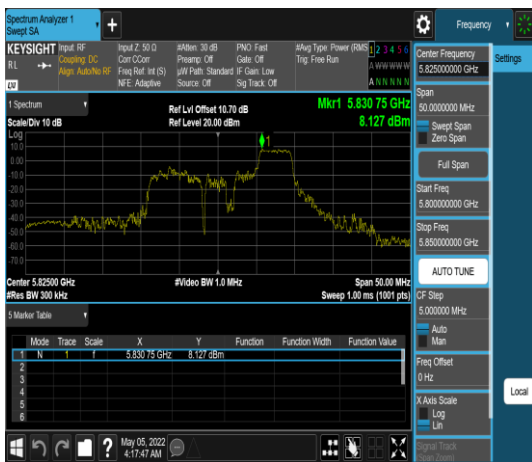 Spectrum Analyzer 1
Swept SA
+
Frequency
KEYSIGHT
Input: RF
Coupling: DC
Align: Auto/No RF
Input Z: 50 Ω
Corr CCorr
Freq Ref: Int (S)
NFE: Adaptive
#Atten: 30 dB
Preamp: Off
µW Path: Standard
Source: Off
PNO: Fast
Gate: Off
IF Gain: Low
Sig Track: Off
#Avg Type: Power (RMS
Trig: Free Run
1 2 3 4 5 6
A W W W W W
A N N N N N
RL
LXI
1 Spectrum
Scale/Div 10 dB
Ref Lvl Offset 10.70 dB
Ref Level 20.00 dBm
Mkr1 5.830 75 GHz
8.127 dBm
Log
10.0
0.00
-10.0
-20.0
-30.0
-40.0
-50.0
-60.0
-70.0
1
Center 5.82500 GHz
#Res BW 300 kHz
#Video BW 1.0 MHz
Span 50.00 MHz
Sweep 1.00 ms (1001 pts)
5 Marker Table
Mode Trace Scale X Y Function Function Width Function Value
1 N 1 f 5.830 75 GHz 8.127 dBm
2
3
4
5
6
May 05, 2022
4:17:47 AM
Center Frequency
5.825000000 GHz
Span
50.0000000 MHz
Swept Span
Zero Span
Full Span
Start Freq
5.800000000 GHz
Stop Freq
5.850000000 GHz
AUTO TUNE
CF Step
5.000000 MHz
Auto
Man
Freq Offset
0 Hz
X Axis Scale
Log
Lin
Signal Track
(Span Zoom)
Settings
Local